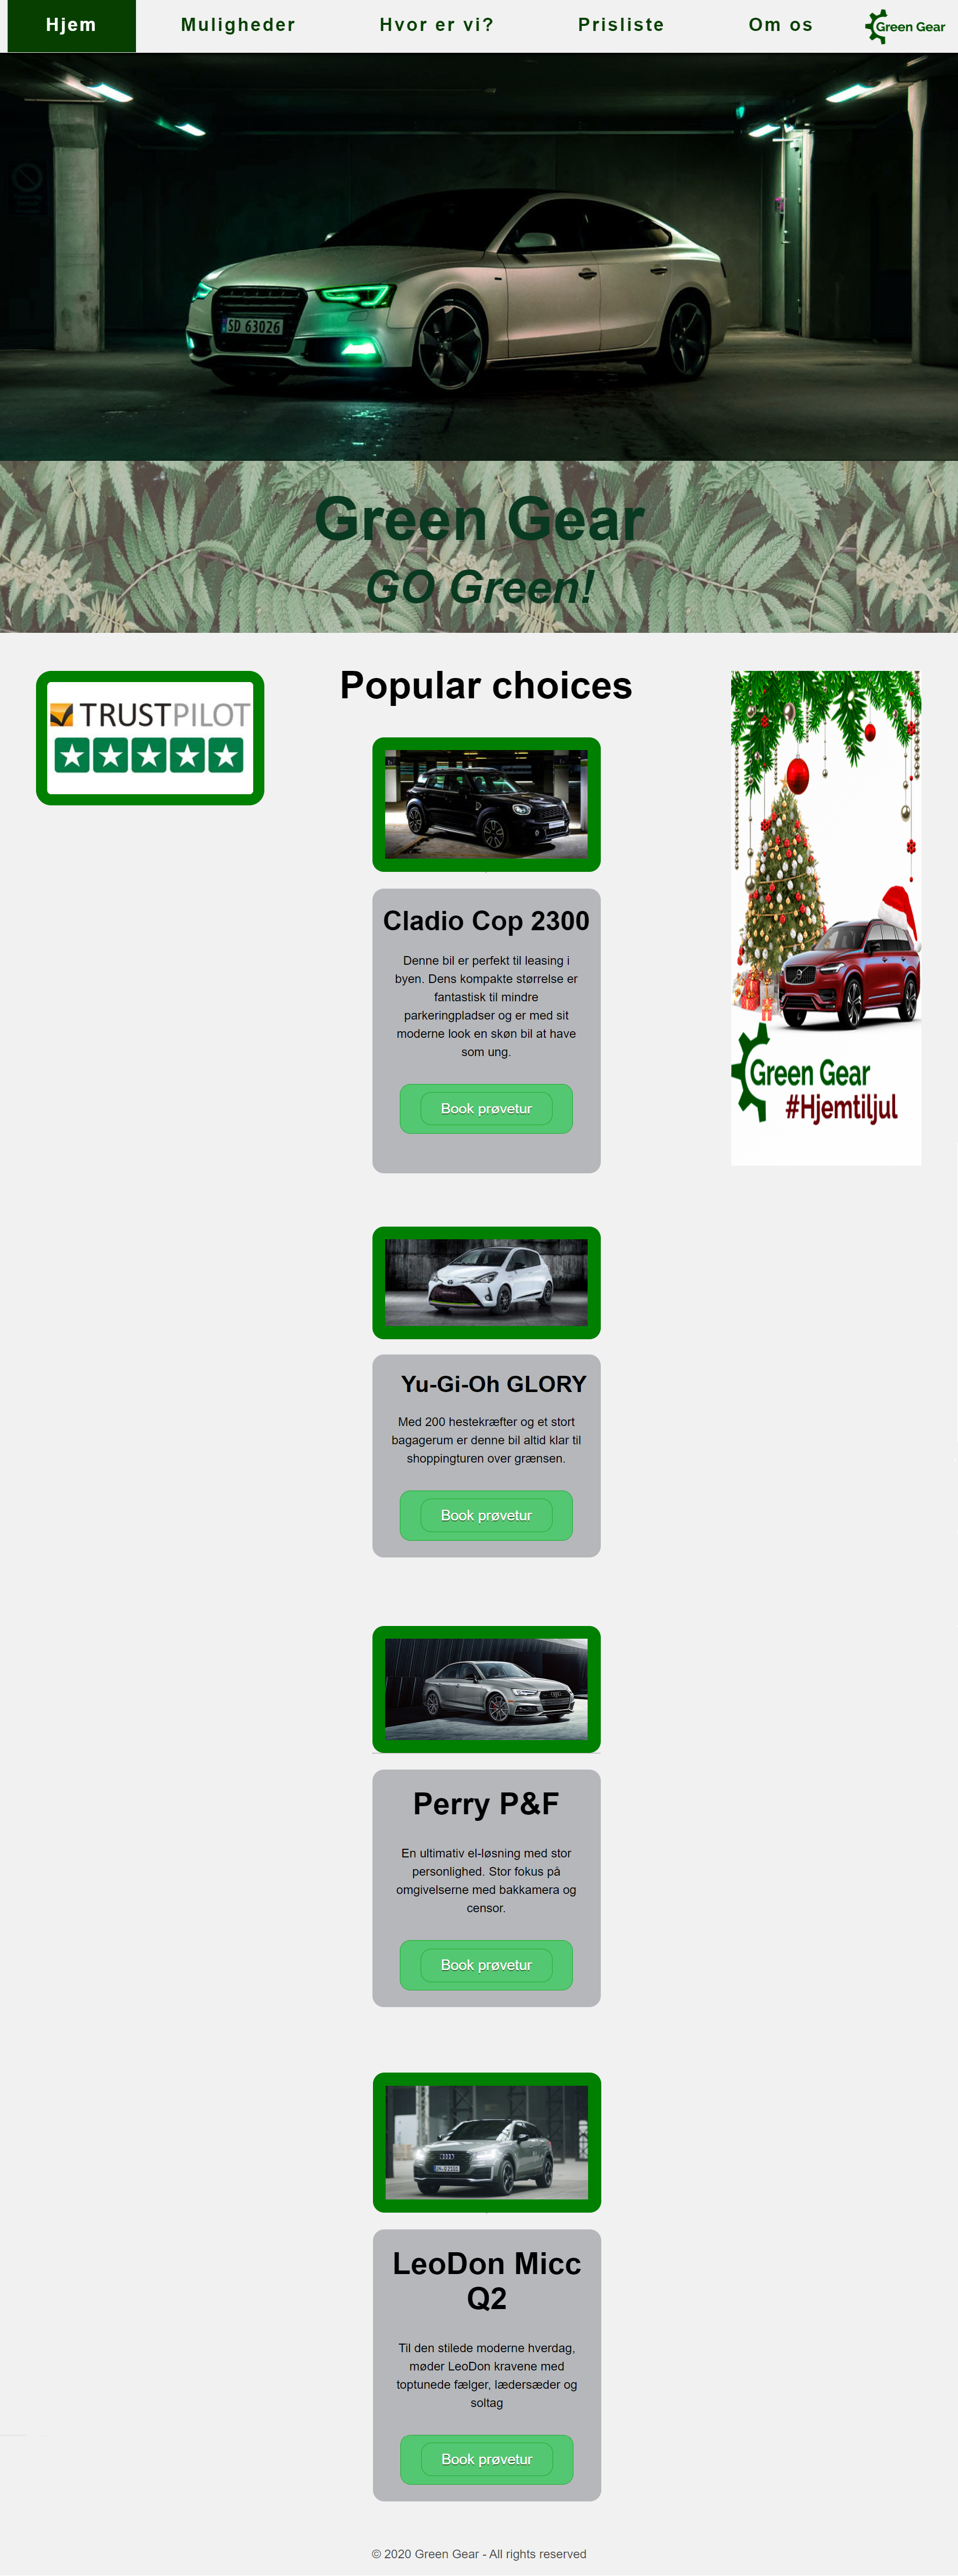 Hjem
Muligheder
Hvor er vi?
Prisliste
Om os
Green Gear
SD 63026
Green Gear
GO Green!
TRUSTPILOT
Popular choices
Cladio Cop 2300
Denne bil er perfekt til leasing i
byen. Dens kompakte størrelse er
fantastisk til mindre
parkeringpladser og er med sit
moderne look en skøn bil at have
som ung.
Book prøvetur
Green Gear
#Hjemtiljul
Yu-Gi-Oh GLORY
Med 200 hestekræfter og et stort
bagagerum er denne bil altid klar til
shoppingturen over grænsen.
Book prøvetur
Perry P&F
En ultimativ el-løsning med stor
personlighed. Stor fokus på
omgivelserne med bakkamera og
censor.
Book prøvetur
LeoDon Micc
Q2
Til den stilede moderne hverdag,
møder LeoDon kravene med
toptunede fælger, lædersæder og
soltag
Book prøvetur
© 2020 Green Gear - All rights reserved